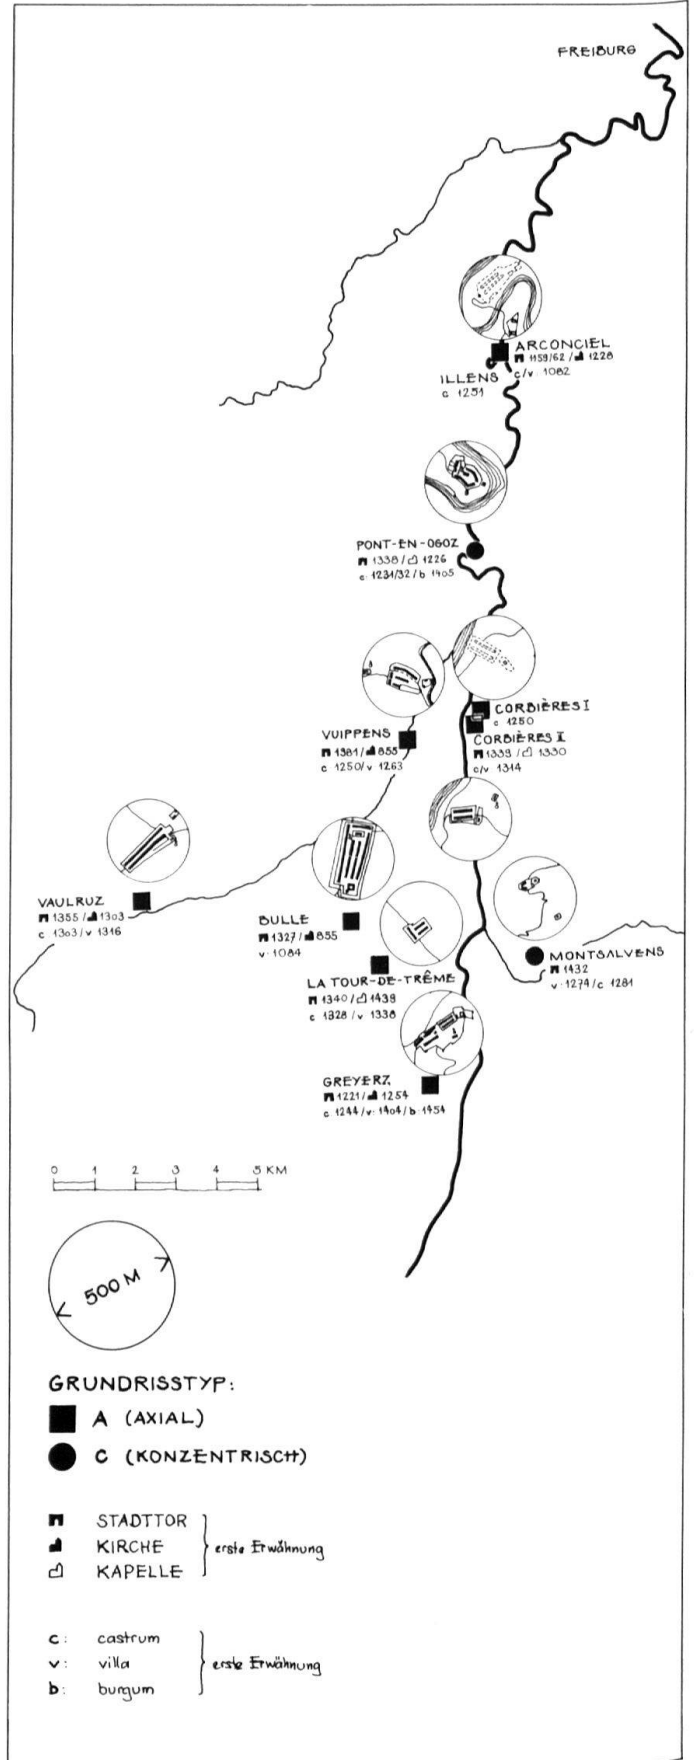 FREIBURG
ARCONCIEL
1159/62 / 1228
c/v: 1082
ILLENS
c 1251
PONT-EN-OGOZ
1338/ 1226
c: 1231/32/b 1405
CORBIÈRES I
c 1250
CORBIÈRES II
1339/ 1330
c/v 1314
VUIPPENS
1381/ 855
c 1250/v 1263
VAULRUZ
1355/ 1303
c 1303/v 1316
BULLE
1327/ 855
v: 1084
MONTSALVENS
1432
v: 1274/c 1281
LA TOUR-DE-TRÊME
1340/ 1438
c 1328 / v 1338
GREYERZ
1221/ 1254
c: 1244/v: 1404/b: 1454
0 1 2 3 4 5 KM
500 M
GRUNDRISSTYP:
A (AXIAL)
C (KONZENTRISCH)
STADTTOR
KIRCHE
erste Erwähnung
KAPELLE
c: castrum
v: villa
erste Erwähnung
b: burgum